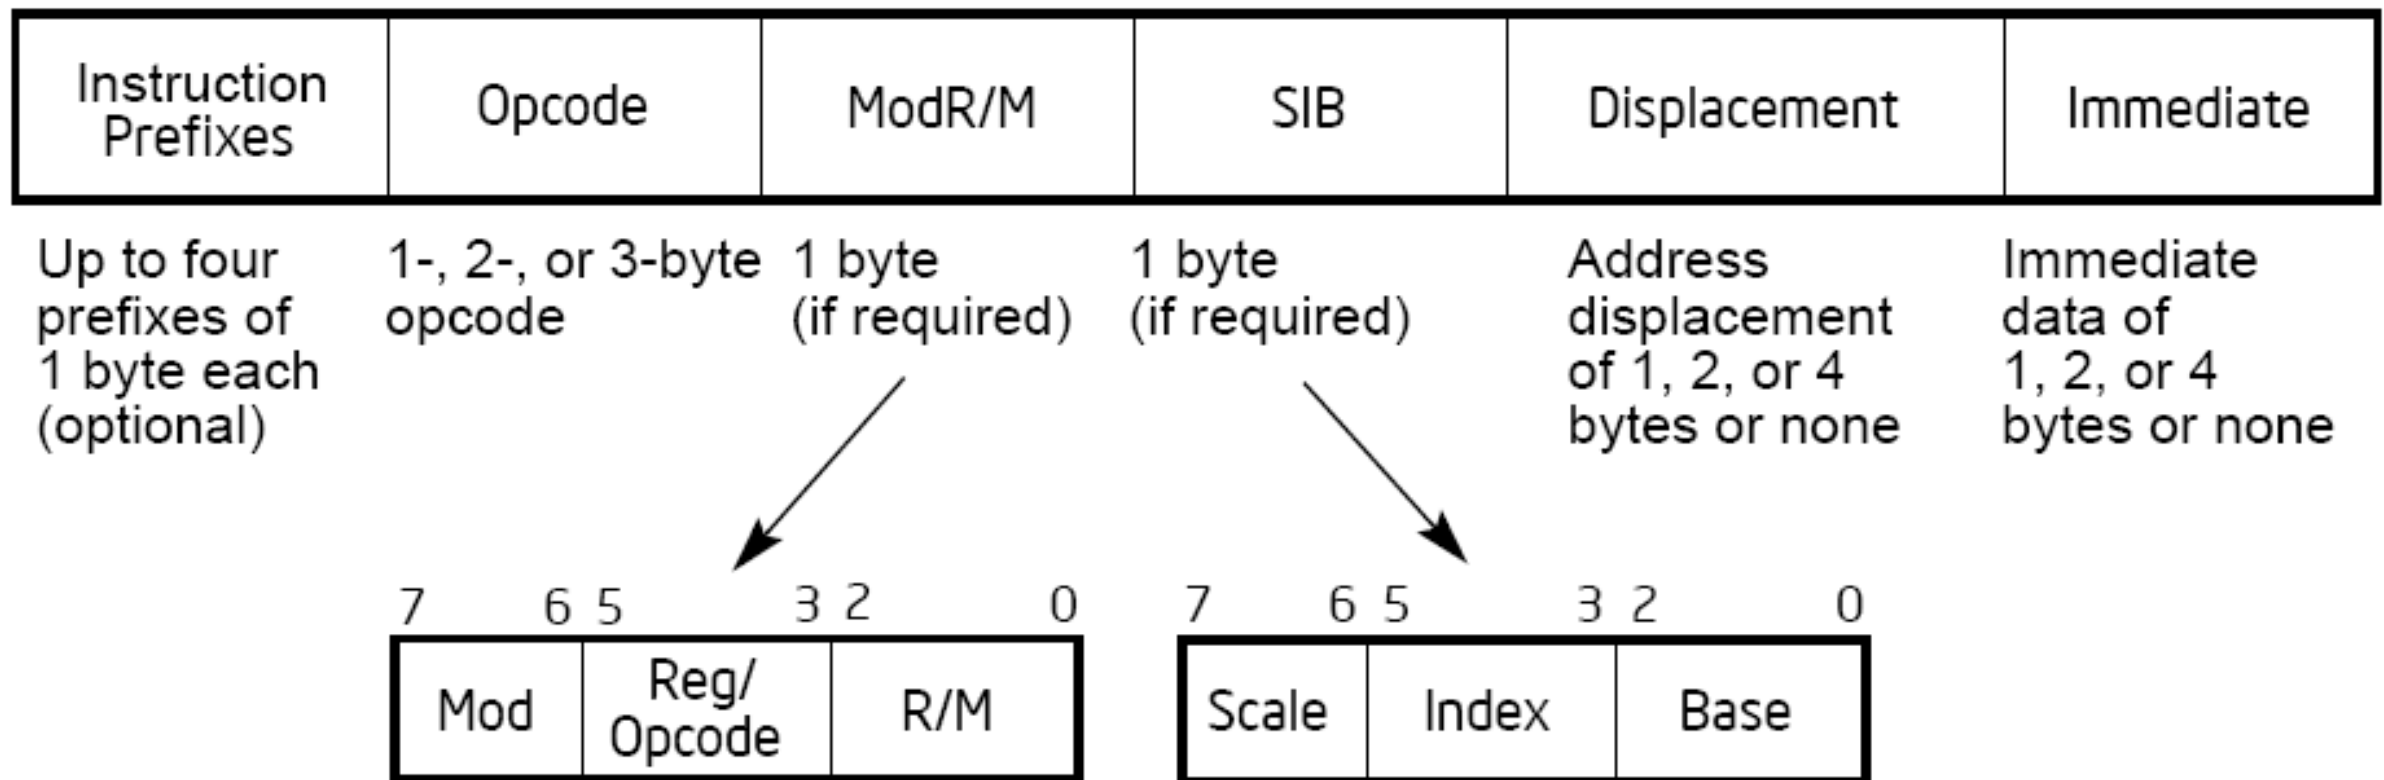 Instruction
Prefixes
Opcode
ModR/M
SIB
Displacement
Immediate
Up to four
prefixes of
1 byte each
(optional)
1-, 2-, or 3-byte
opcode
1 byte
(if required)
1 byte
(if required)
Address
displacement
of 1, 2, or 4
bytes or none
Immediate
data of
1, 2, or 4
bytes or none
7 6 5 3 2 0
Mod
Reg/
Opcode
R/M
7 6 5 3 2 0
Scale
Index
Base